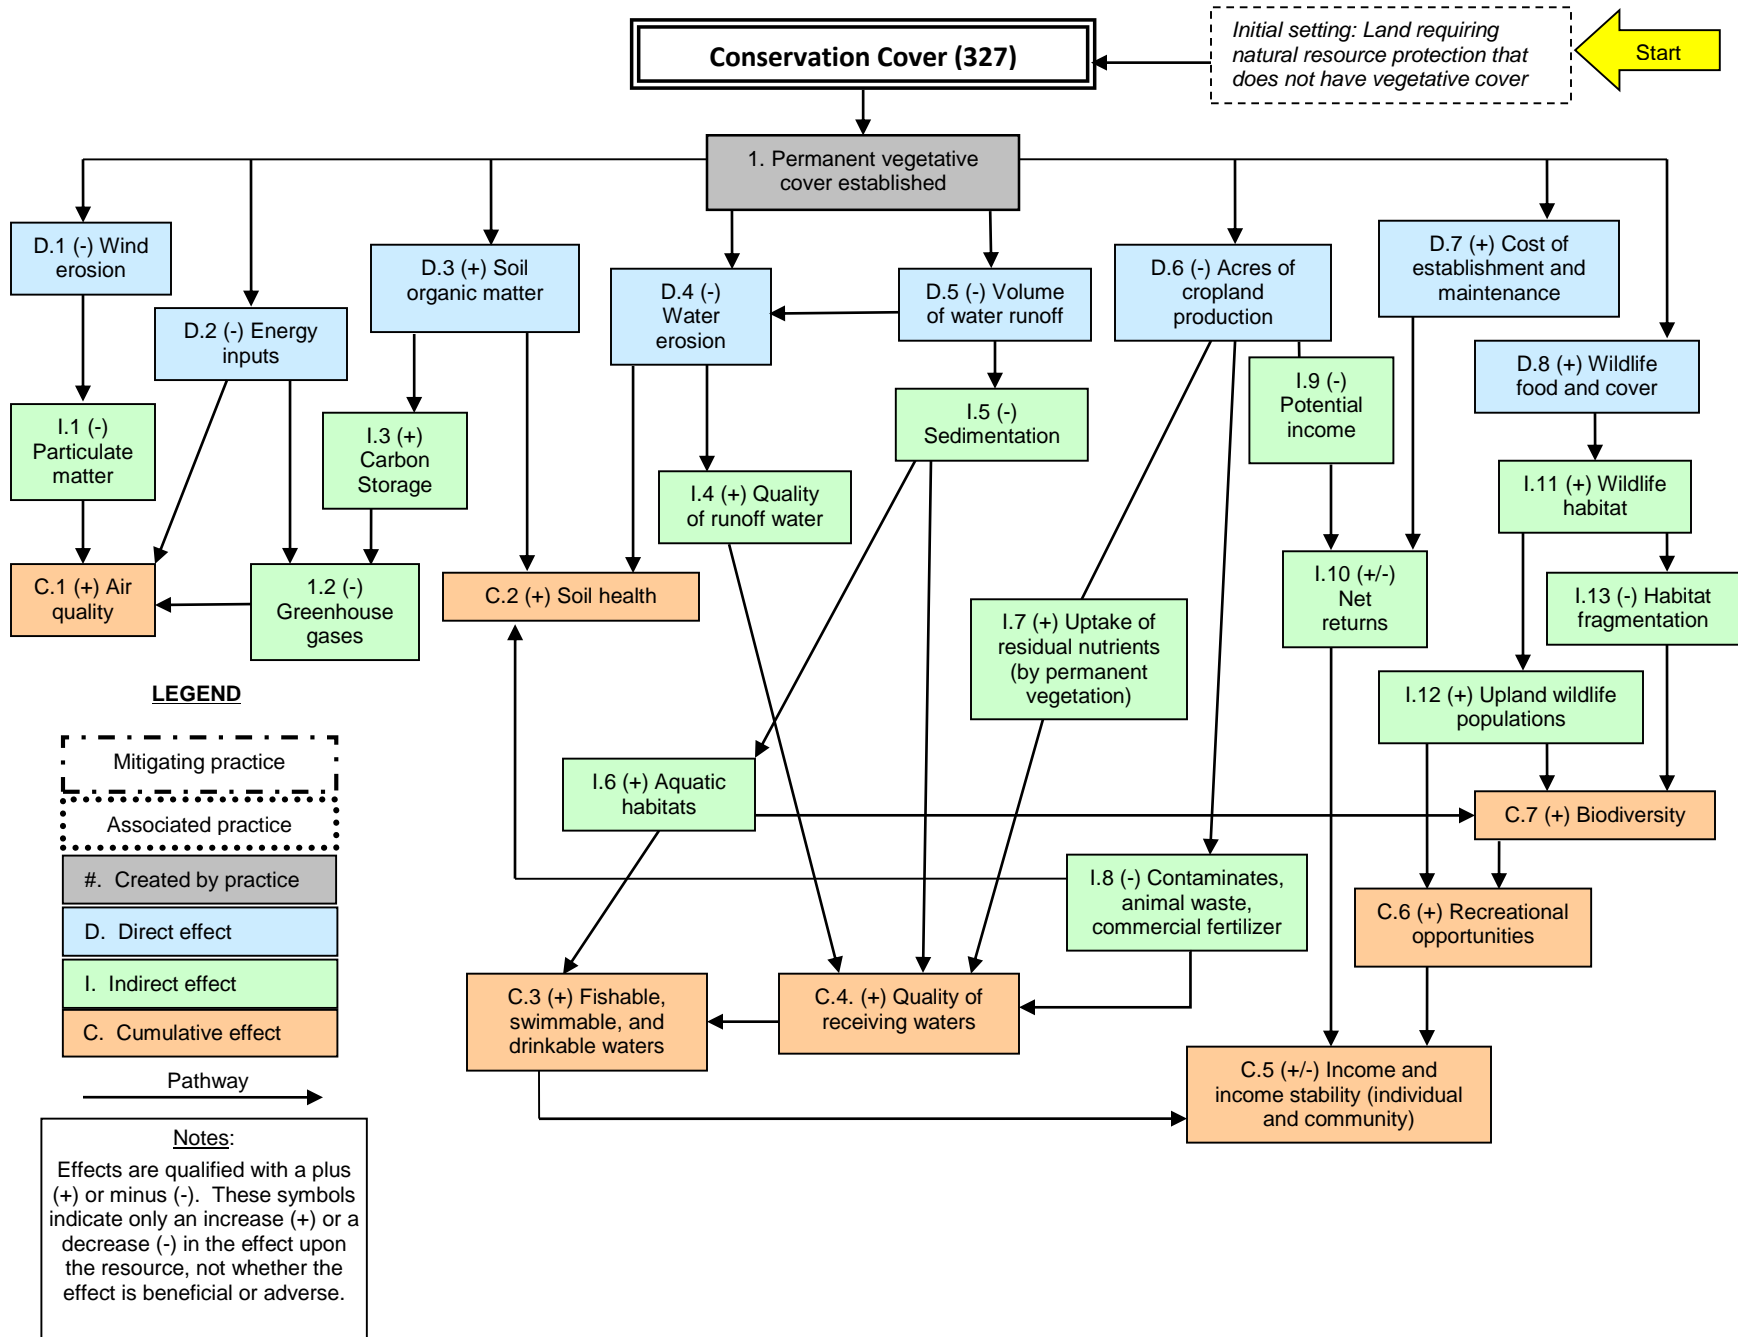 Conservation Cover (327)
Initial setting: Land requiring
natural resource protection that
does not have vegetative cover
Start
1. Permanent vegetative
cover established
D.1 (-) Wind
erosion
D.2 (-) Energy
inputs
D.3 (+) Soil
organic matter
D.4 (-)
Water
erosion
D.5 (-) Volume
of water runoff
D.6 (-) Acres of
cropland
production
D.7 (+) Cost of
establishment and
maintenance
D.8 (+) Wildlife
food and cover
I.1 (-)
Particulate
matter
I.3 (+)
Carbon
Storage
I.4 (+) Quality
of runoff water
I.5 (-)
Sedimentation
I.9 (-)
Potential
income
I.11 (+) Wildlife
habitat
C.1 (+) Air
quality
1.2 (-)
Greenhouse
gases
C.2 (+) Soil health
I.7 (+) Uptake of
residual nutrients
(by permanent
vegetation)
I.10 (+/-)
Net
returns
I.13 (-) Habitat
fragmentation
I.12 (+) Upland wildlife
populations
I.6 (+) Aquatic
habitats
C.7 (+) Biodiversity
I.8 (-) Contaminates,
animal waste,
commercial fertilizer
C.6 (+) Recreational
opportunities
C.3 (+) Fishable,
swimmable, and
drinkable waters
C.4. (+) Quality of
receiving waters
C.5 (+/-) Income and
income stability (individual
and community)
LEGEND
Mitigating practice
Associated practice
#. Created by practice
D. Direct effect
I. Indirect effect
C. Cumulative effect
Pathway
Notes:
Effects are qualified with a plus
(+) or minus (-). These symbols
indicate only an increase (+) or a
decrease (-) in the effect upon
the resource, not whether the
effect is beneficial or adverse.